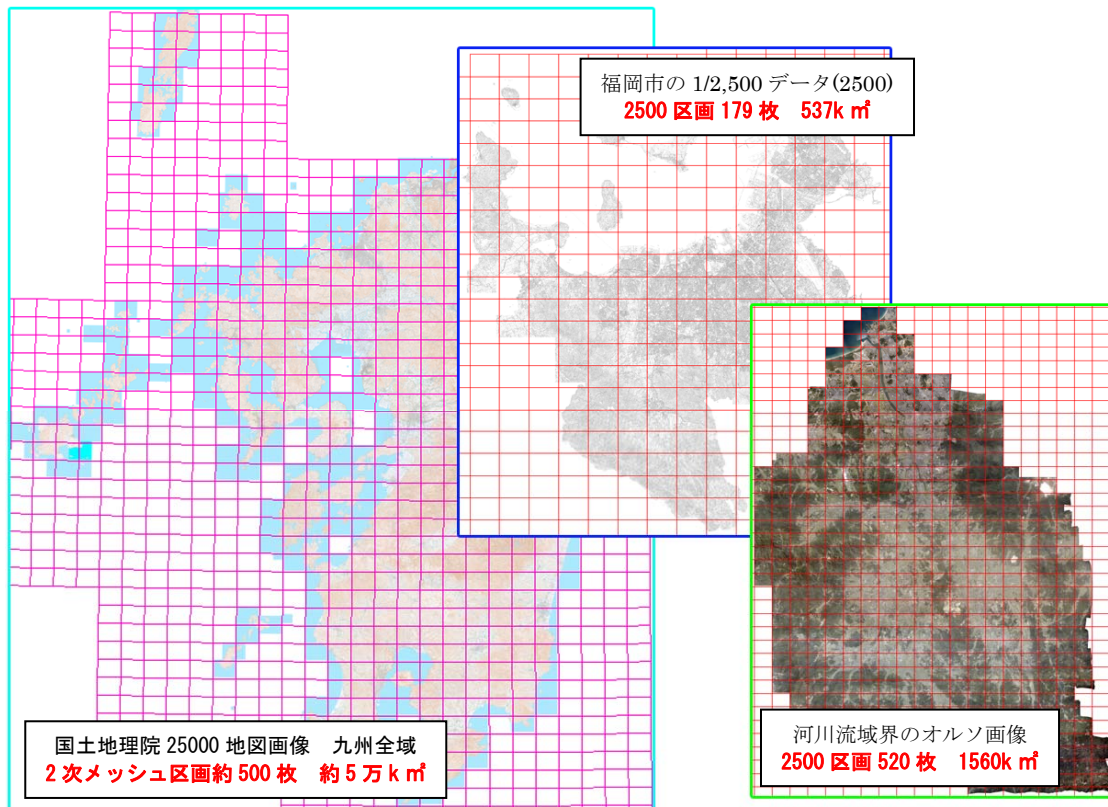 福岡市の 1/2,500 データ(2500)
2500 区画 179 枚　537k ㎡
国土地理院 25000 地図画像　九州全域
2 次メッシュ区画約 500 枚　約 5 万 k ㎡
河川流域界のオルソ画像
2500 区画 520 枚　1560k ㎡